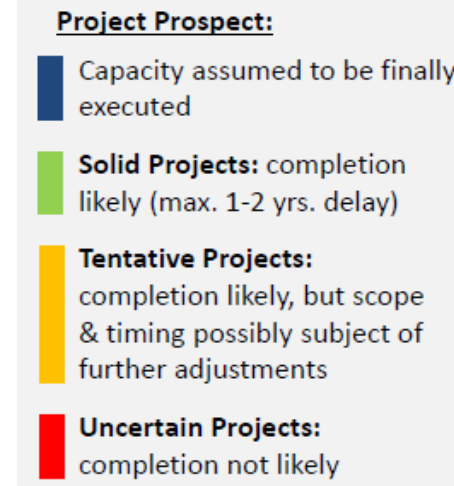 Project Prospect:
Capacity assumed to be finally
executed
Solid Projects: completion
likely (max. 1-2 yrs. delay)
Tentative Projects:
completion likely, but scope
& timing possibly subject of
further adjustments
Uncertain Projects:
completion not likely